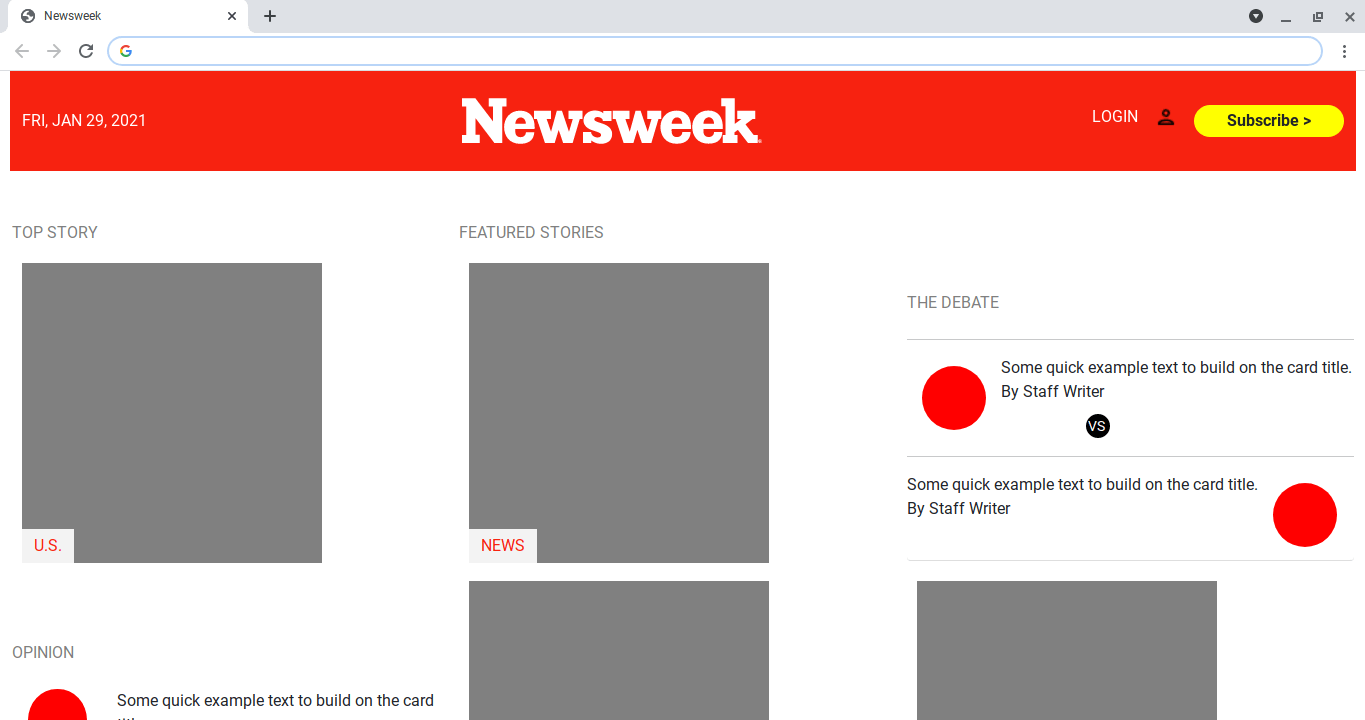 Newsweek
FRI, JAN 29, 2021
Newsweek
LOGIN
Subscribe >
TOP STORY
U.S.
OPINION
Some quick example text to build on the card
FEATURED STORIES
NEWS
THE DEBATE
Some quick example text to build on the card title.
By Staff Writer
VS
Some quick example text to build on the card title.
By Staff Writer